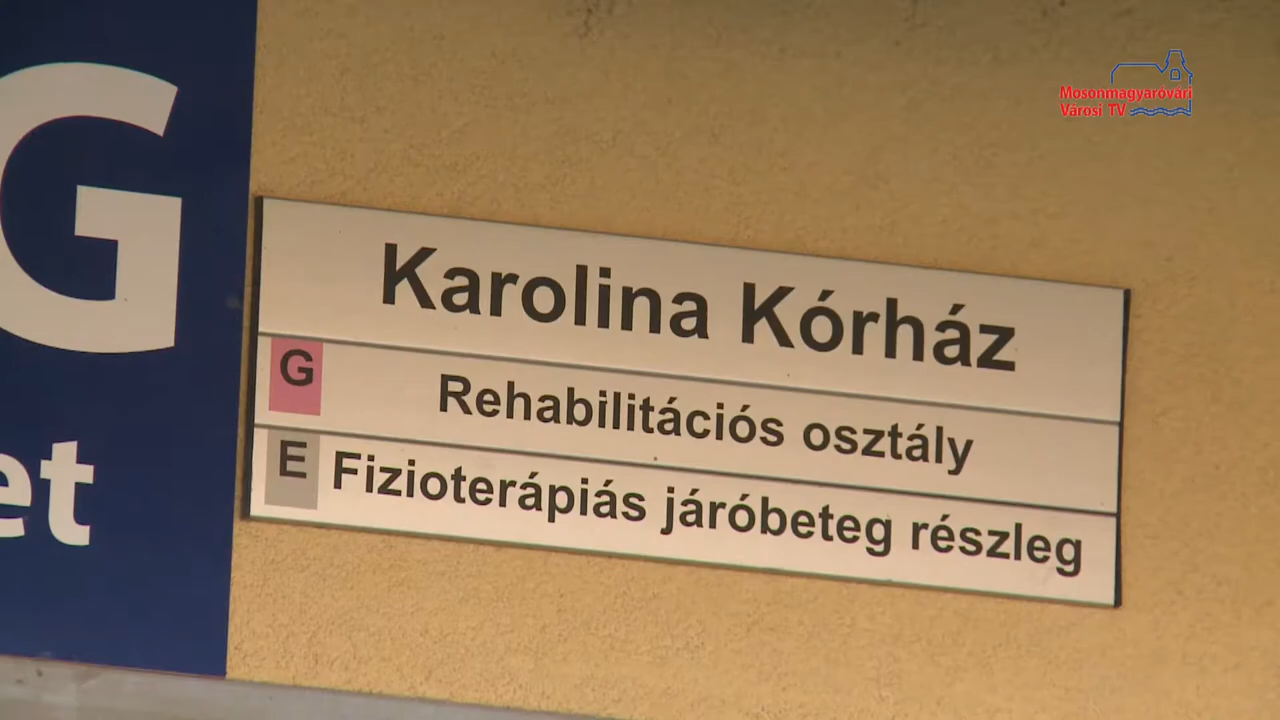 Mosonmagyaróvári
Városi TV
G
et
Karolina Kórház
G Rehabilitációs osztály
E Fizioterápiás járóbeteg részleg